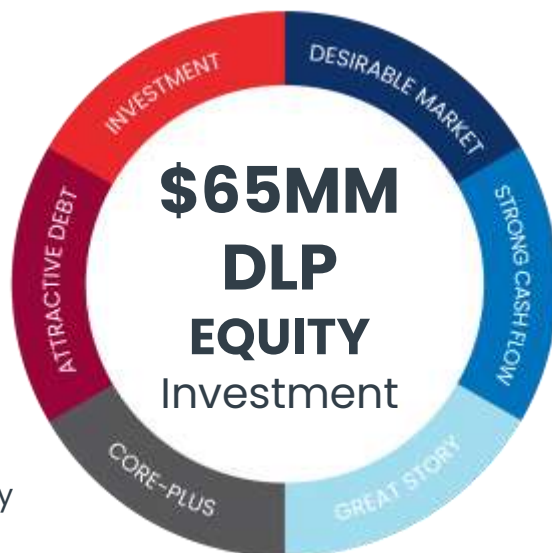 INVESTMENT
DESIRABLE MARKET
STRONG CASH FLOW
GREAT STORY
CORE-PLUS
ATTRACTIVE DEBT
$65MM
DLP
EQUITY
Investment
y